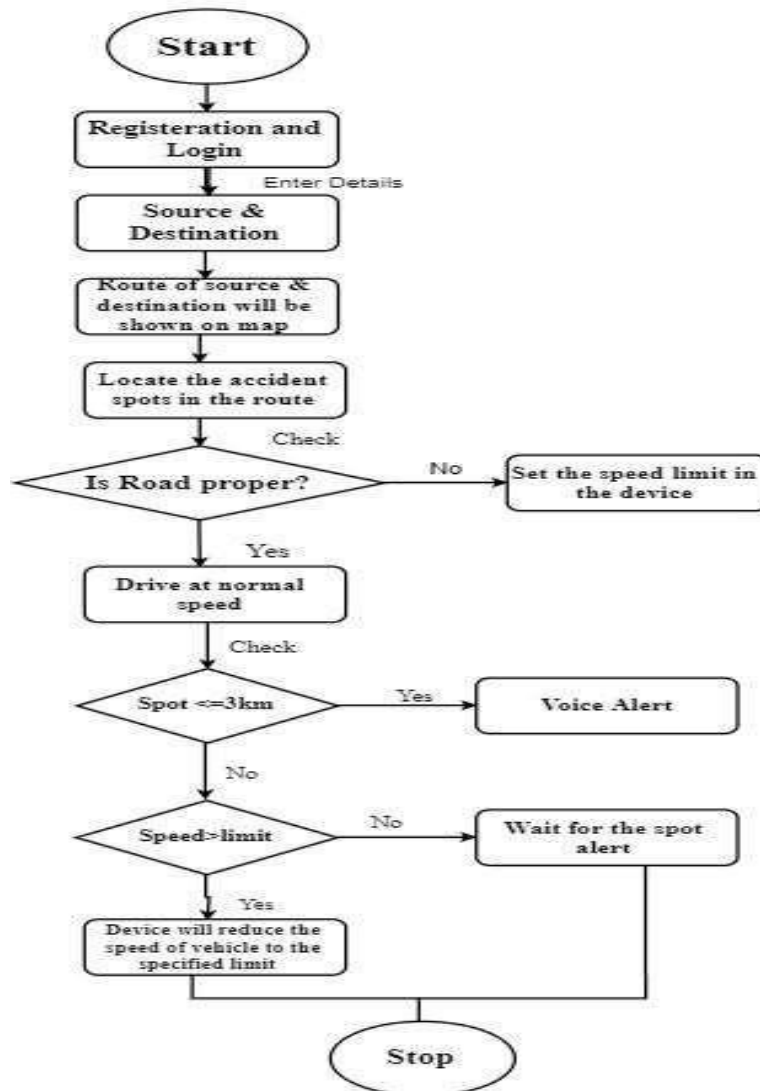 Start
Registeration and
Login
Enter Details
Source &
Destination
Route of source &
destination will be
shown on map
Locate the accident
spots in the route
Check
Is Road proper?
No
Set the speed limit in
the device
Yes
Drive at normal
speed
Check
Spot <=3km
Yes
Voice Alert
No
Speed>limit
No
Wait for the spot
alert
Yes
Device will reduce the
speed of vehicle to the
specified limit
Stop